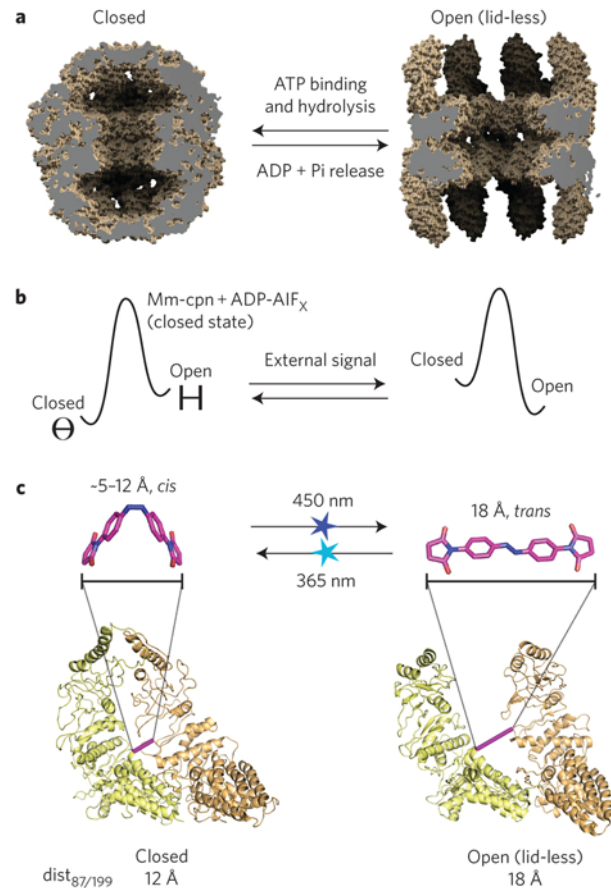 a
Closed
Open (lid-less)
ATP binding
and hydrolysis
ADP + Pi release
b
Mm-cpn + ADP-AlFX
(closed state)
Closed
Θ
Open
H
External signal
Closed
Open
c
~5–12 Å, cis
450 nm
365 nm
18 Å, trans
dist87/199
Closed
12 Å
Open (lid-less)
18 Å